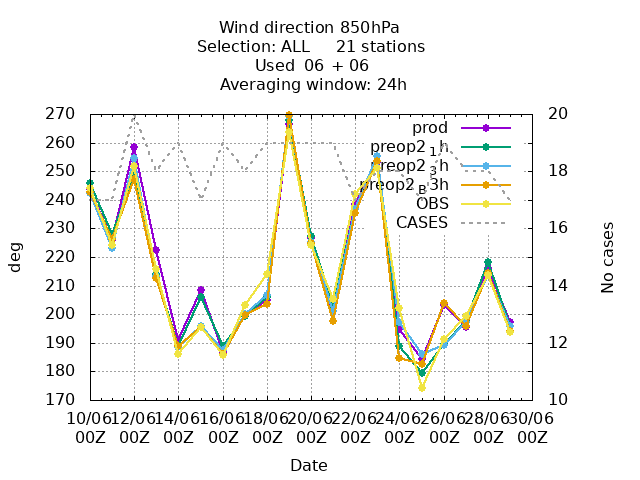 Wind direction 850hPa
Selection: ALL 21 stations
Used 06 + 06
Averaging window: 24h
270 20
260
250 18
240
230 16
220
210 14
200
190 12
180
170 10
prod
preop2_1h
preop2_3h
preop2_B_3h
OBS
CASES
deg
No cases
10/06 12/06 14/06 16/06 18/06 20/06 22/06 24/06 26/06 28/06 30/06
00Z 00Z 00Z 00Z 00Z 00Z 00Z 00Z 00Z 00Z 00Z
Date